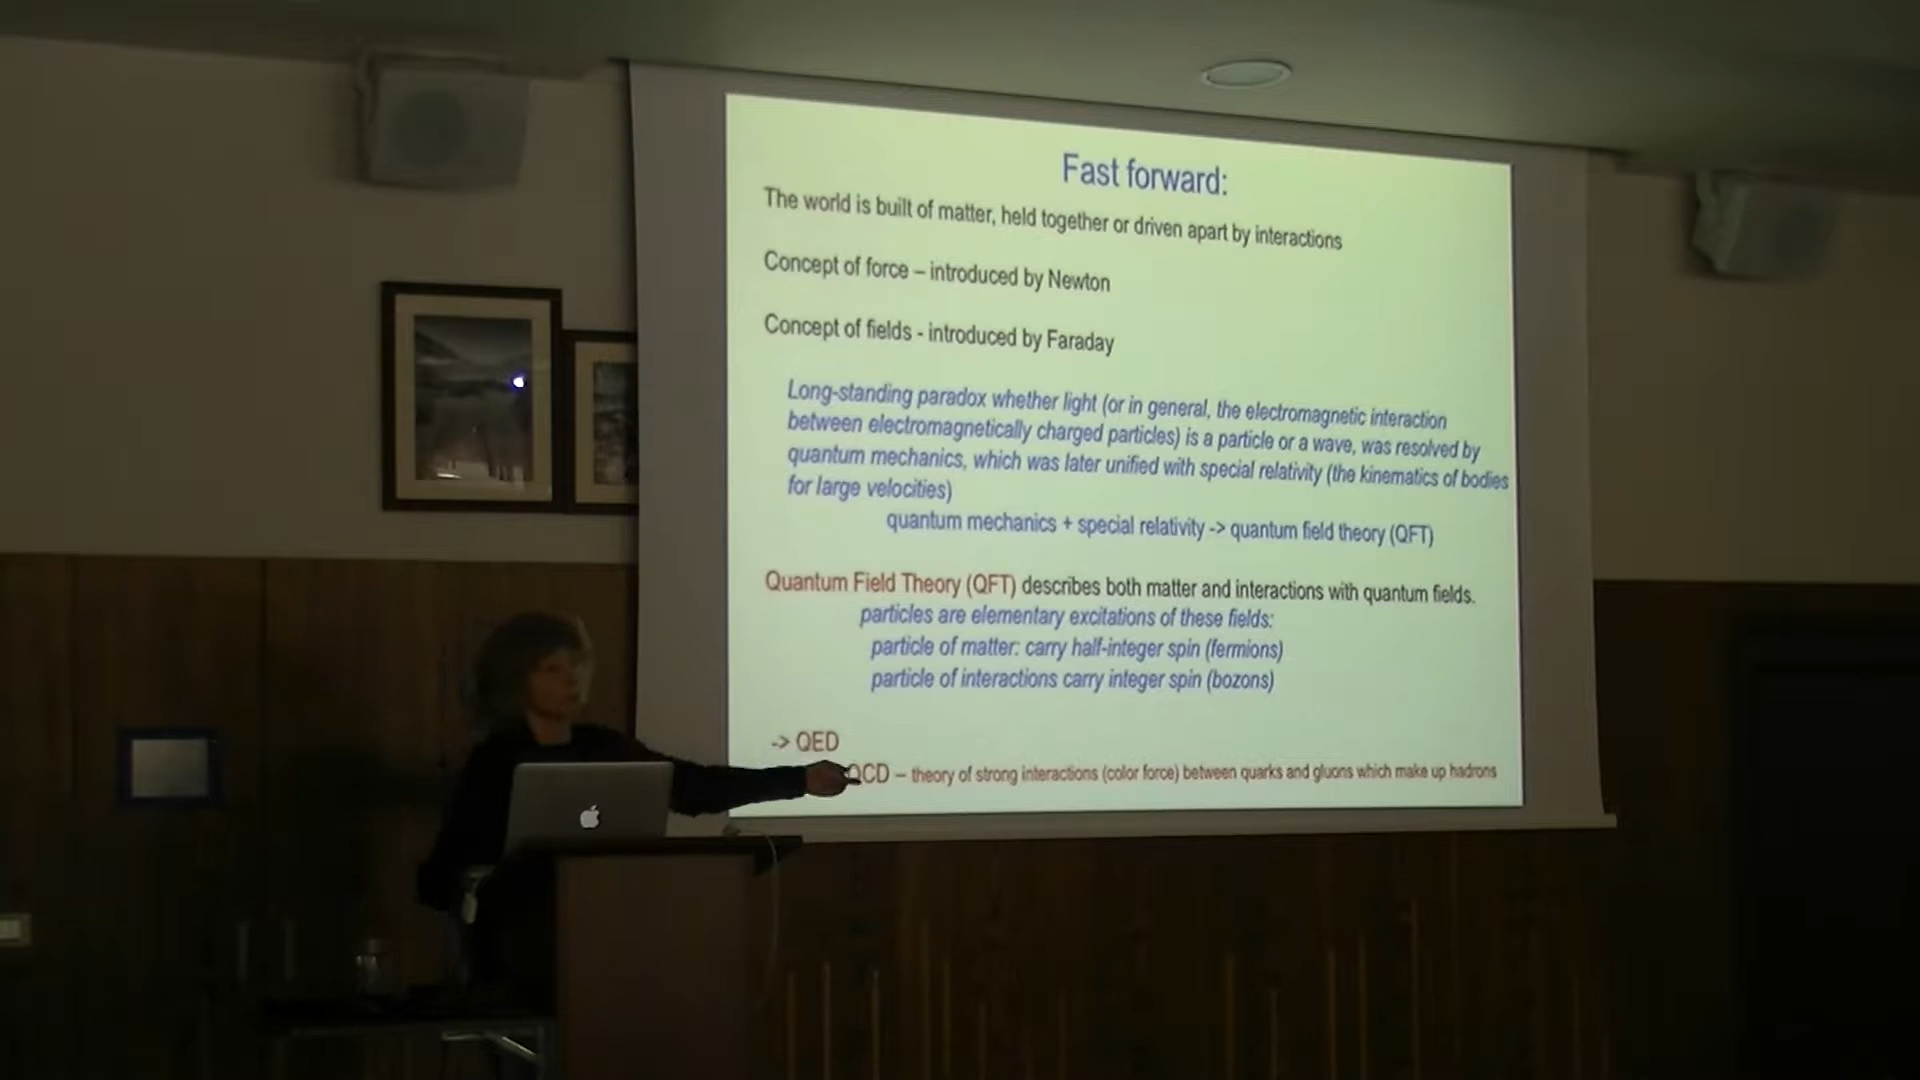 Fast forward:
The world is built of matter, held together or driven apart by interactions
Concept of force – introduced by Newton
Concept of fields - introduced by Faraday
Long-standing paradox whether light (or in general, the electromagnetic interaction
between electromagnetically charged particles) is a particle or a wave, was resolved by
quantum mechanics, which was later unified with special relativity (the kinematics of bodies
for large velocities)
quantum mechanics + special relativity -> quantum field theory (QFT)
Quantum Field Theory (QFT) describes both matter and interactions with quantum fields.
particles are elementary excitations of these fields:
particle of matter: carry half-integer spin (fermions)
particle of interactions carry integer spin (bozons)
-> QED
QCD – theory of strong interactions (color force) between quarks and gluons which make up hadrons